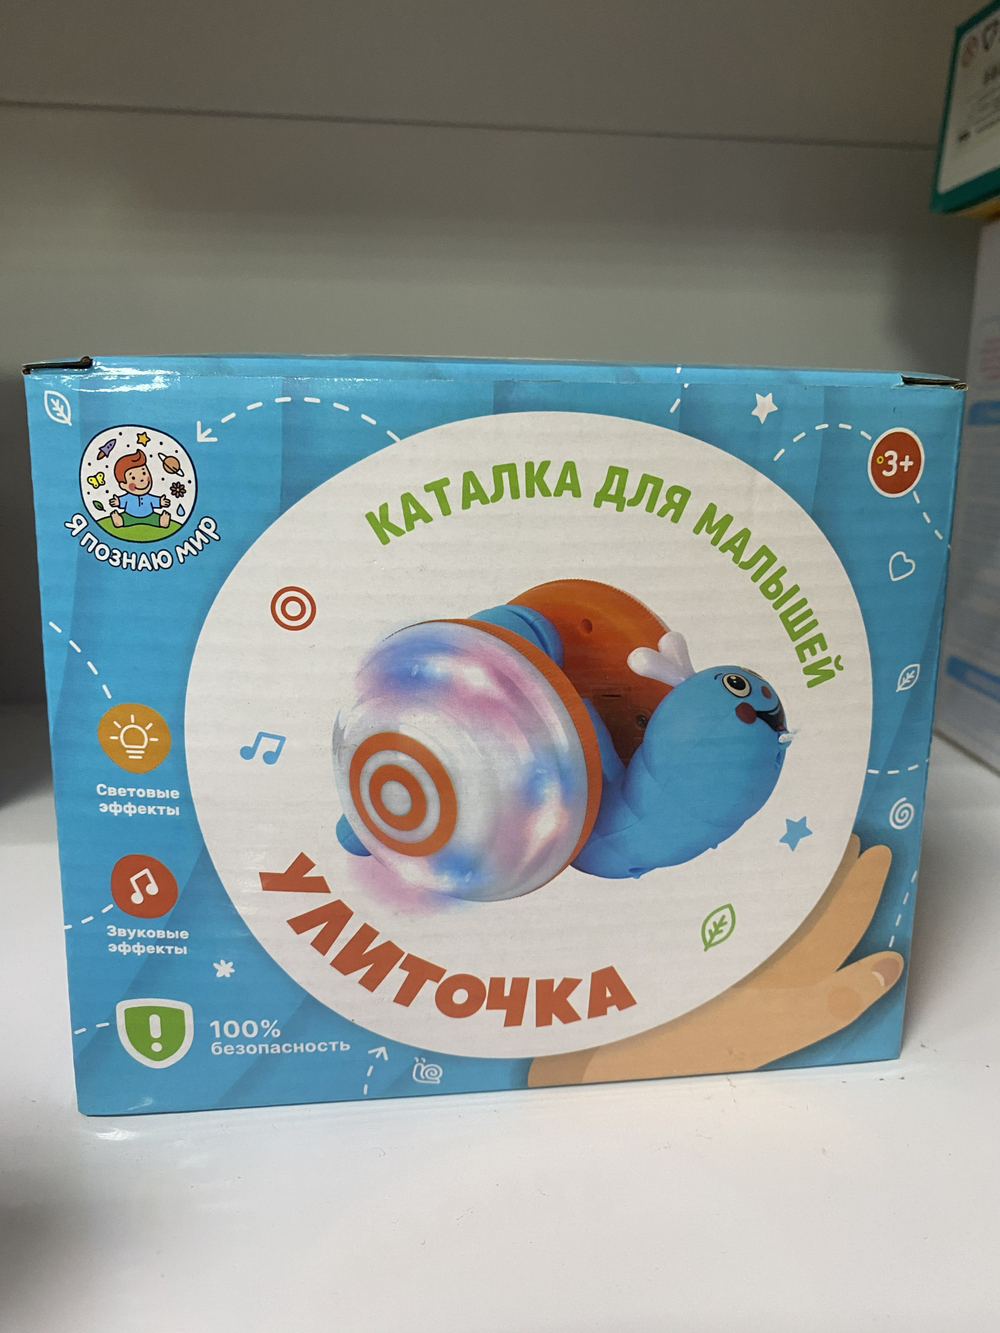 Я ПОЗНАЮ МИР
3+
КАТАЛКА ДЛЯ МАЛЫШЕЙ
Световые
эффекты
Звуковые
эффекты
УЛИТОЧКА
100%
безопасность